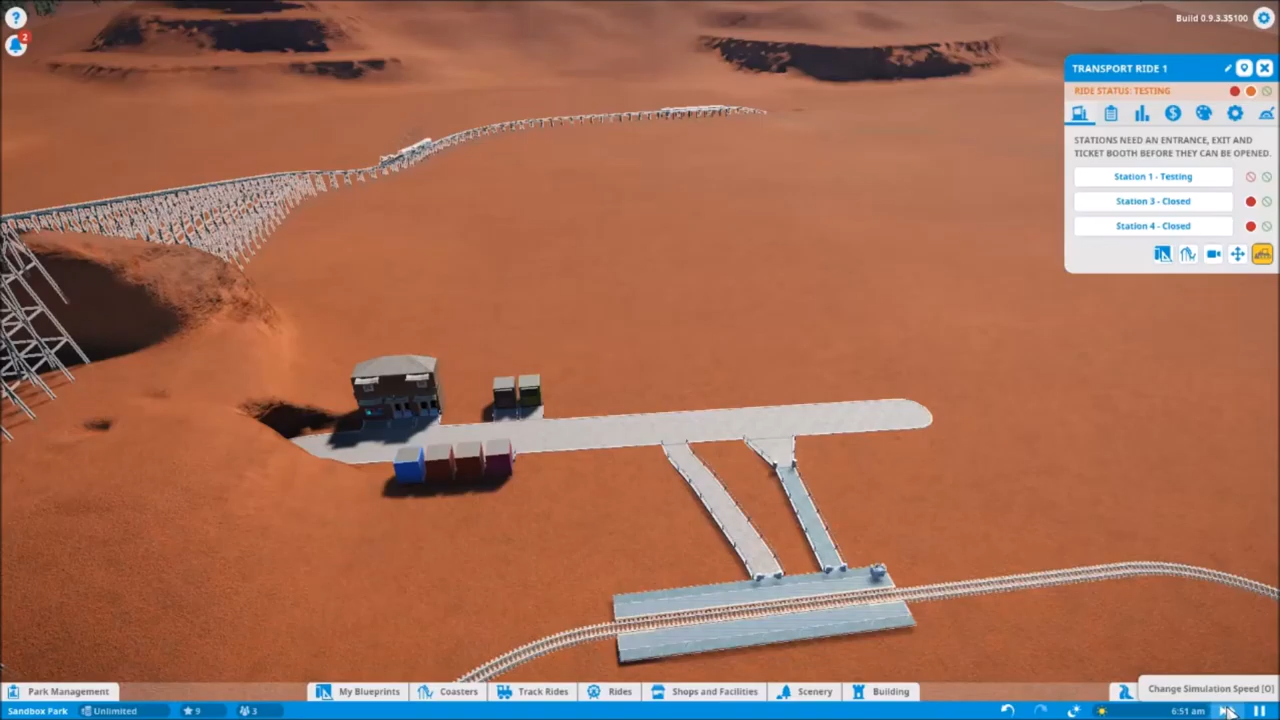 ?
2
Build 0.9.3.35100
TRANSPORT RIDE 1
RIDE STATUS: TESTING
STATIONS NEED AN ENTRANCE, EXIT AND
TICKET BOOTH BEFORE THEY CAN BE OPENED.
Station 1 - Testing
Station 3 - Closed
Station 4 - Closed
Park Management
My Blueprints
Coasters
Track Rides
Rides
Shops and Facilities
Scenery
Building
Change Simulation Speed [O]
Sandbox Park
Unlimited
9
3
6:51 am